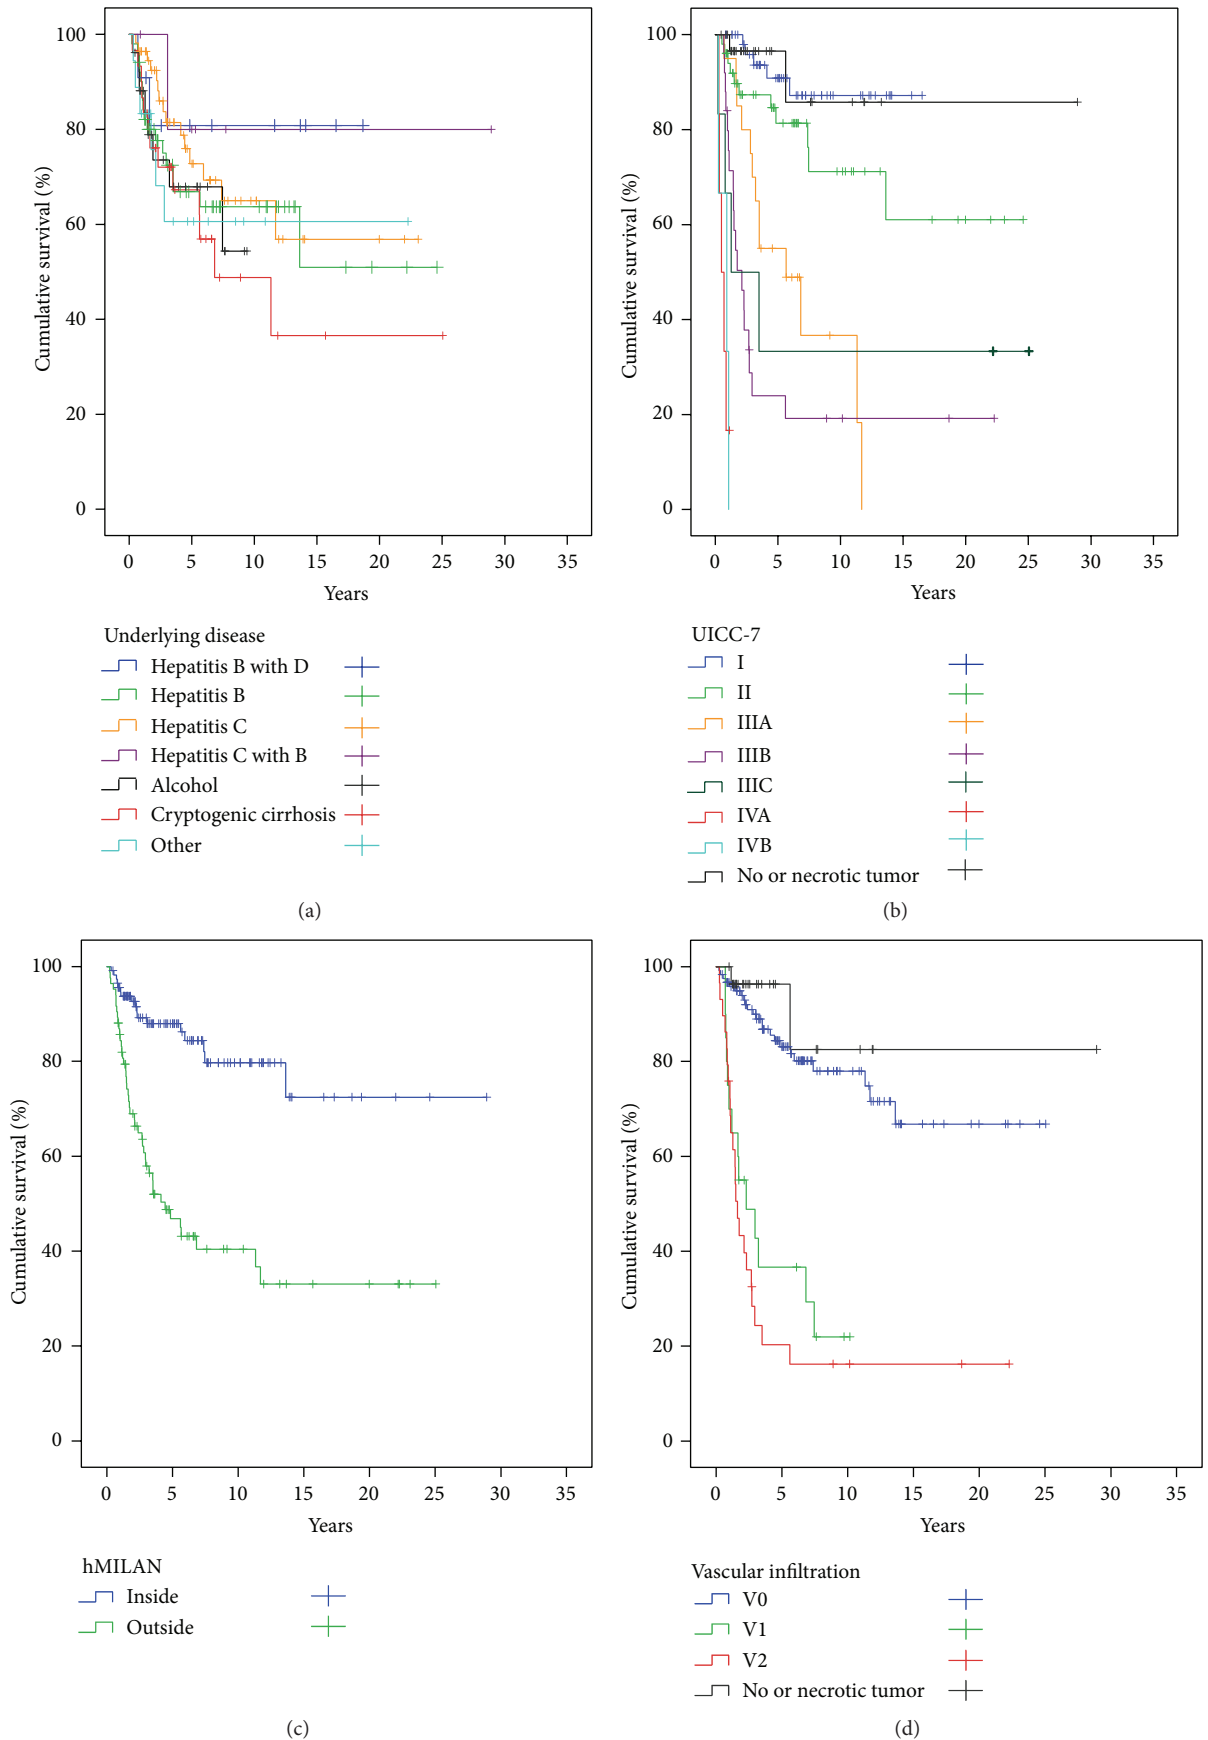 100
80
60
40
20
0
Cumulative survival (%)
0 5 10 15 20 25 30 35
Years
Underlying disease
Hepatitis B with D
Hepatitis B
Hepatitis C
Hepatitis C with B
Alcohol
Cryptogenic cirrhosis
Other
(a)
100
80
60
40
20
0
Cumulative survival (%)
0 5 10 15 20 25 30 35
Years
UICC-7
I
II
IIIA
IIIB
IIIC
IVA
IVB
No or necrotic tumor
(b)
100
80
60
40
20
0
Cumulative survival (%)
0 5 10 15 20 25 30 35
Years
hMILAN
Inside
Outside
(c)
100
80
60
40
20
0
Cumulative survival (%)
0 5 10 15 20 25 30 35
Years
Vascular infiltration
V0
V1
V2
No or necrotic tumor
(d)